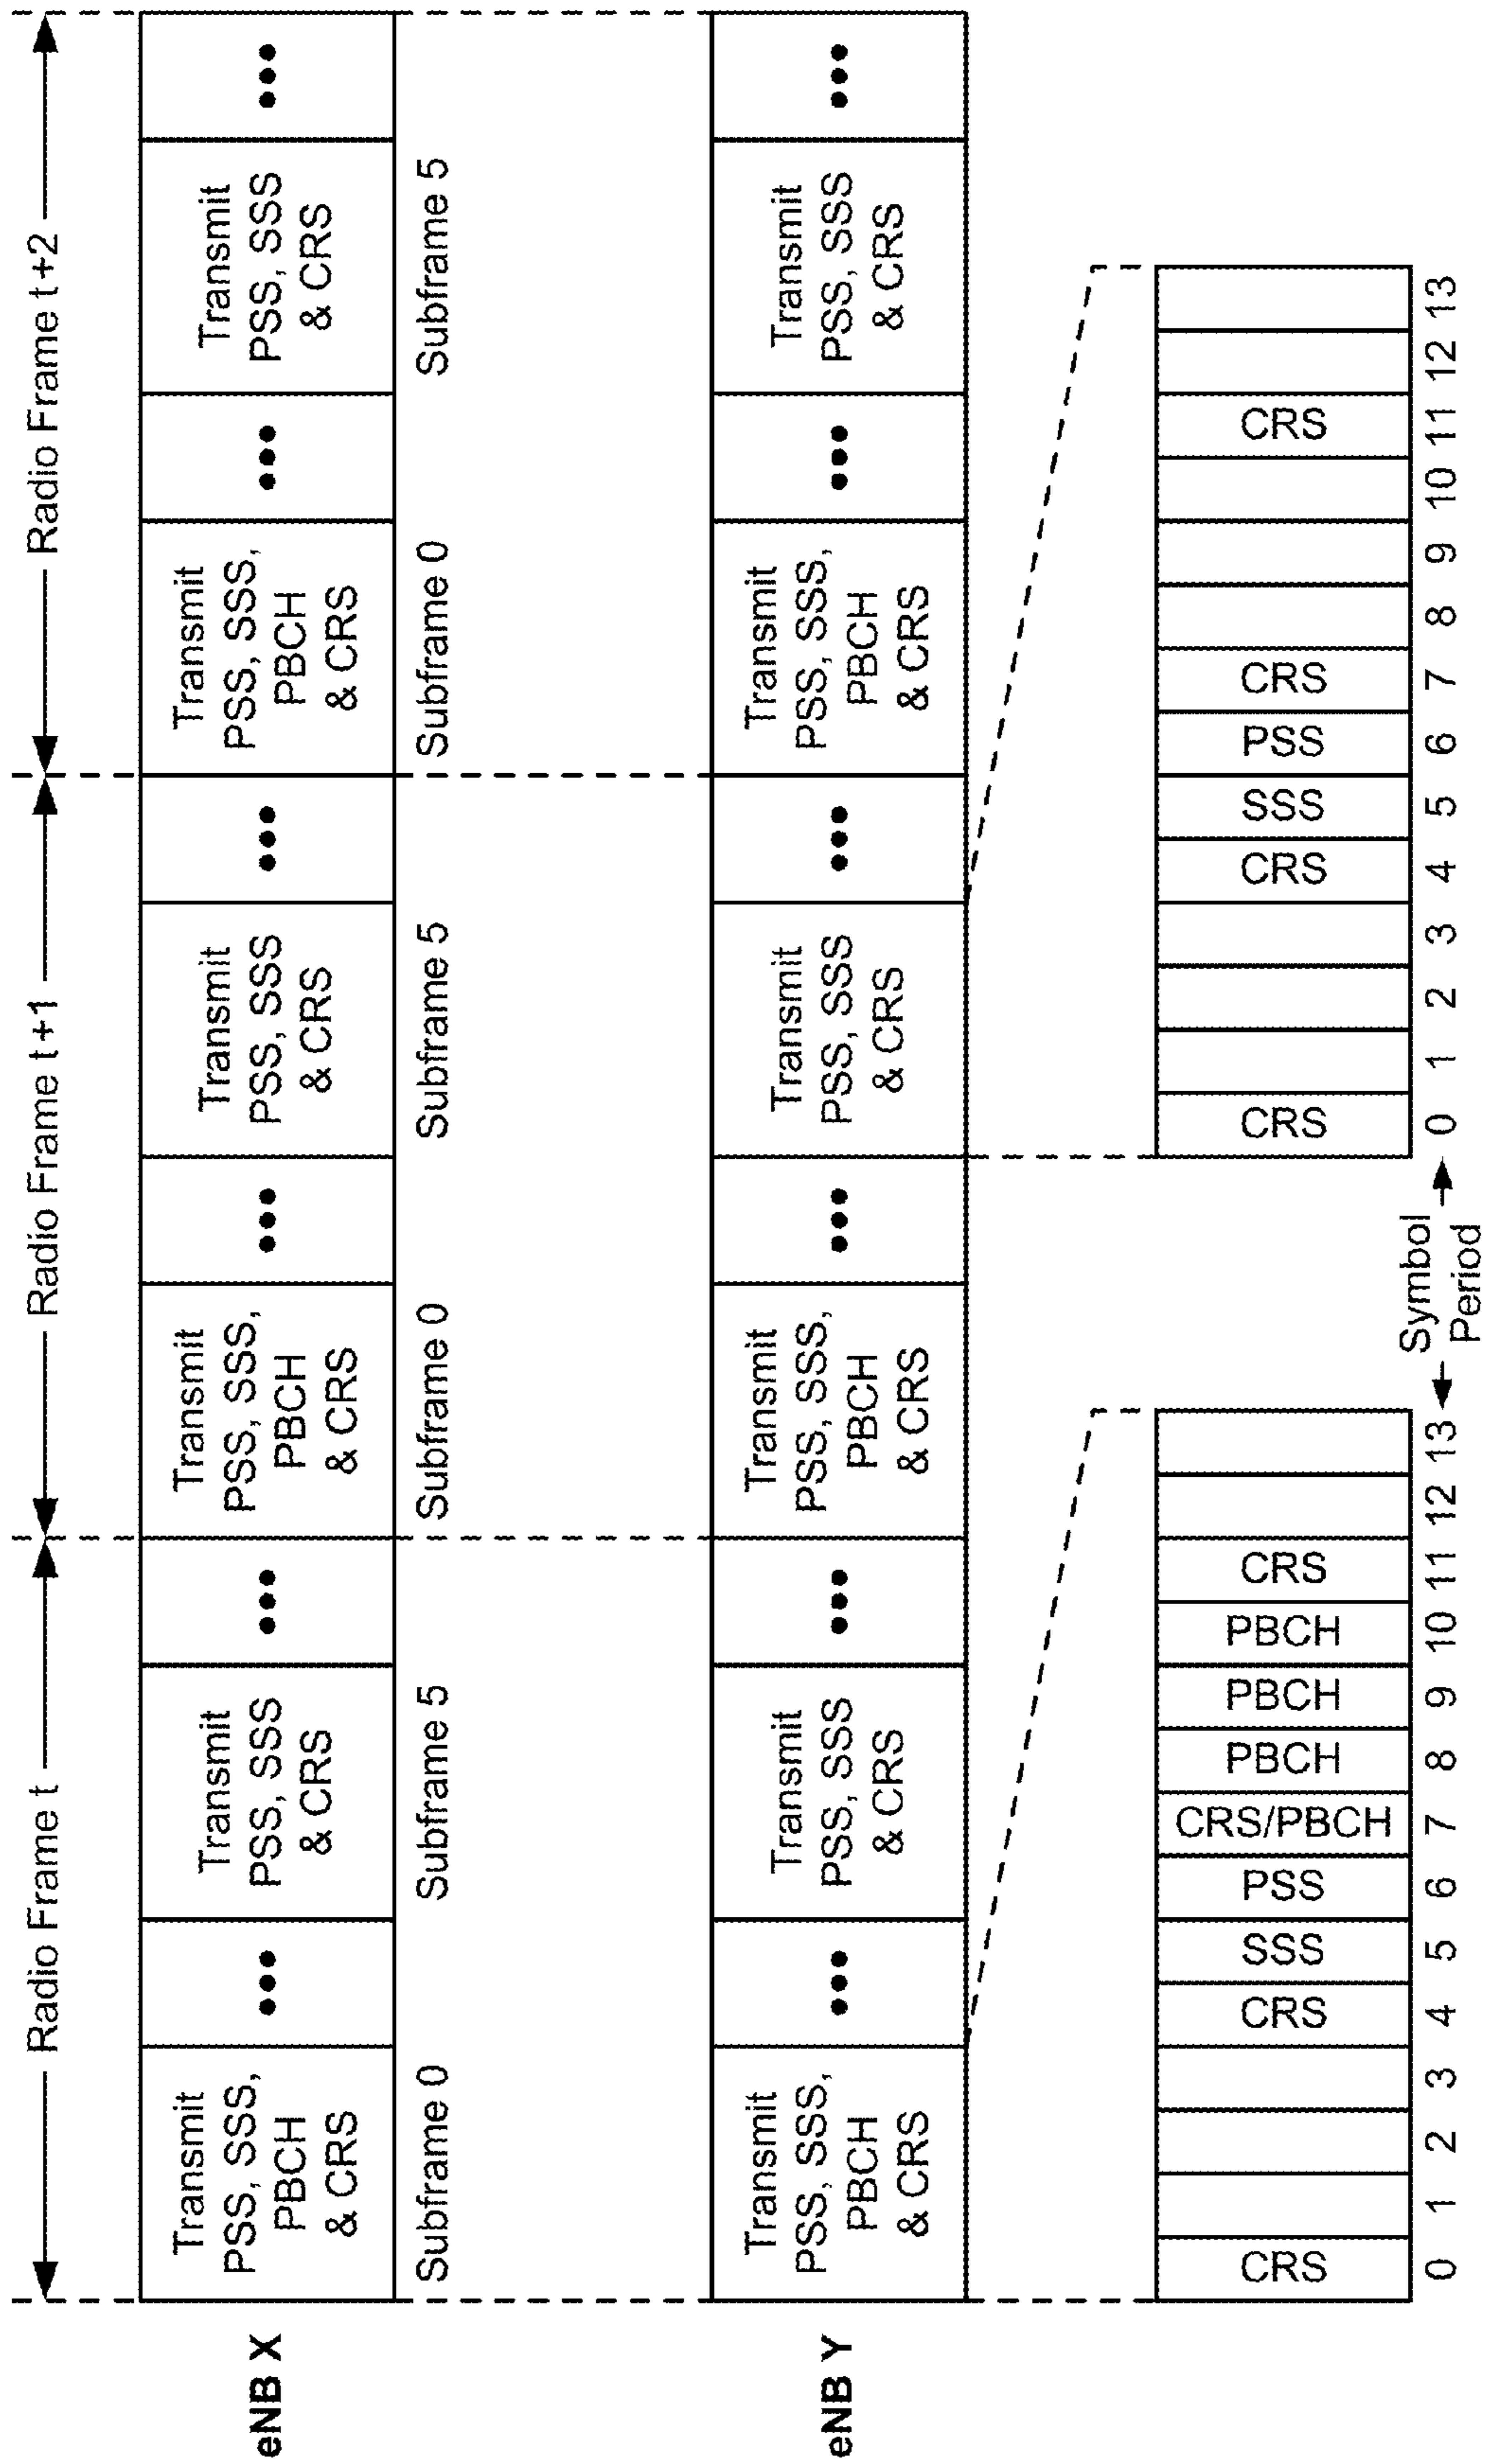 Radio Frame t
Radio Frame t+1
Radio Frame t+2
eNB X
Transmit
PSS, SSS,
PBCH
& CRS
•••
Transmit
PSS, SSS
& CRS
•••
Transmit
PSS, SSS,
PBCH
& CRS
•••
Transmit
PSS, SSS
& CRS
•••
Transmit
PSS, SSS,
PBCH
& CRS
•••
Transmit
PSS, SSS
& CRS
•••
Subframe 0
Subframe 5
Subframe 0
Subframe 5
Subframe 0
Subframe 5
eNB Y
Transmit
PSS, SSS,
PBCH
& CRS
•••
Transmit
PSS, SSS
& CRS
•••
Transmit
PSS, SSS,
PBCH
& CRS
•••
Transmit
PSS, SSS
& CRS
•••
Transmit
PSS, SSS,
PBCH
& CRS
•••
Transmit
PSS, SSS
& CRS
•••
CRS
CRS
SSS
PSS
CRS/PBCH
PBCH
PBCH
PBCH
CRS
0 1 2 3 4 5 6 7 8 9 10 11 12 13
Symbol
Period
CRS
CRS
SSS
PSS
CRS
CRS
0 1 2 3 4 5 6 7 8 9 10 11 12 13